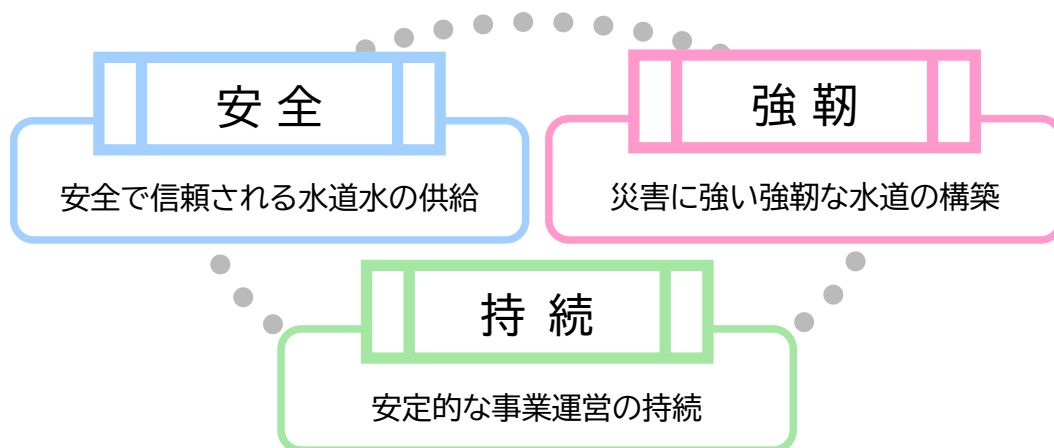 安全
安全で信頼される水道水の供給
強靭
災害に強い強靭な水道の構築
持続
安定的な事業運営の持続